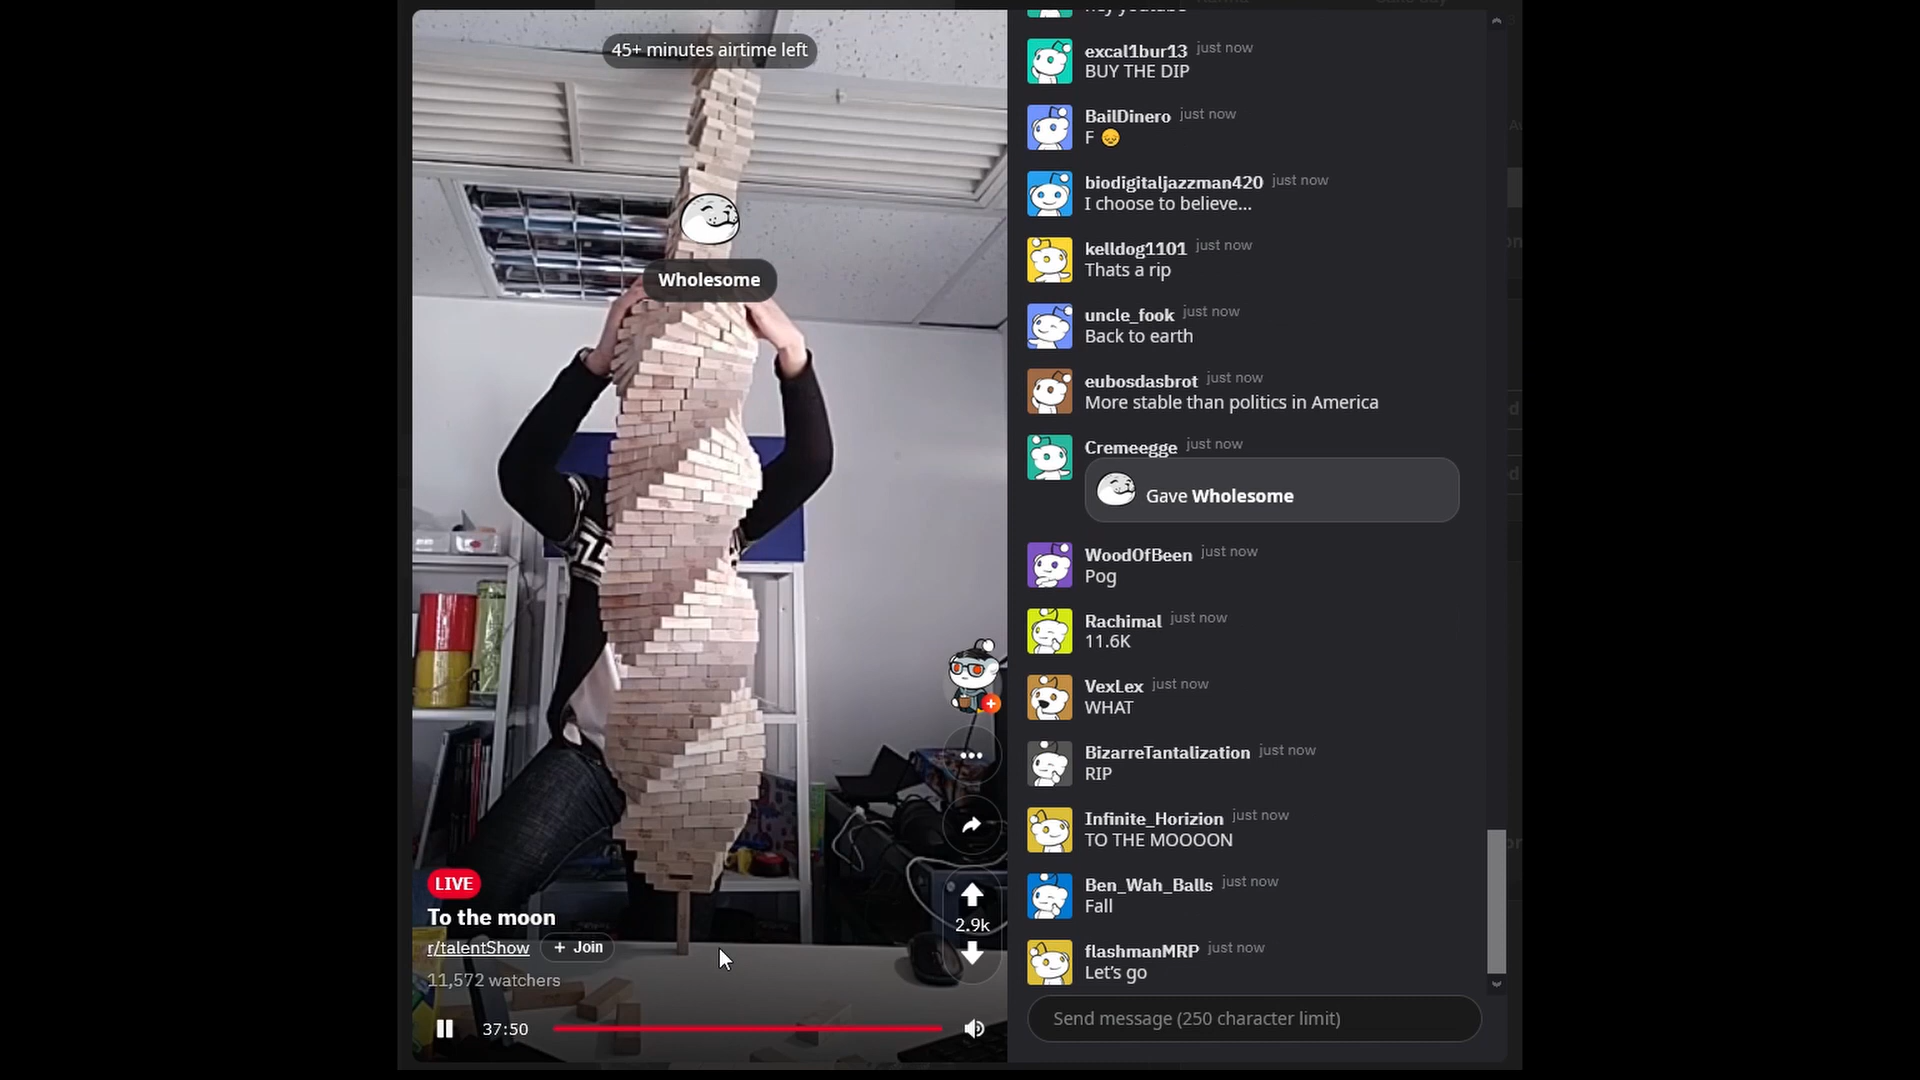 45+ minutes airtime left
Wholesome
LIVE
To the moon
r/talentShow
+ Join
11,572 watchers
37:50
2.9k
hey youtube
excal1bur13 just now
BUY THE DIP
BailDinero just now
F 😞
biodigitaljazzman420 just now
I choose to believe...
kelldog1101 just now
Thats a rip
uncle_fook just now
Back to earth
eubosdasbrot just now
More stable than politics in America
Cremeegge just now
Gave Wholesome
WoodOfBeen just now
Pog
Rachimal just now
11.6K
VexLex just now
WHAT
BizarreTantalization just now
RIP
Infinite_Horizion just now
TO THE MOOOON
Ben_Wah_Balls just now
Fall
flashmanMRP just now
Let's go
Send message (250 character limit)